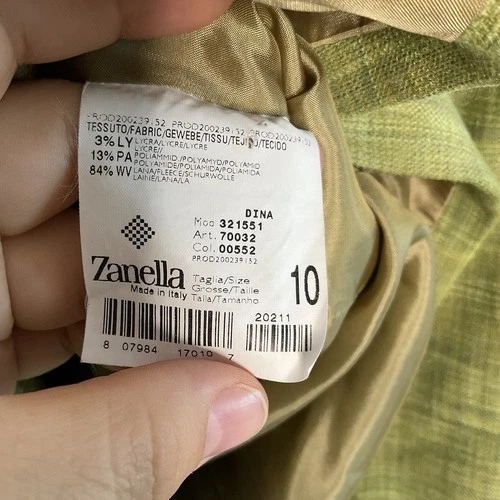 PROD200239:52 PROD200239:52 PROD200239:52
TESSUTO/FABRIC/GEWEBE/TISSU/TEJIDO/TECIDO
3% LY LYCRA/LYCRE/LYCRE
LYCRE//
13% PA POLIAMMID/POLYAMYD/POLYAMID
POLYAMIDE/POLIAMIDA/POLIAMIDA
84% WV LANA/FLEECE/SCHURWOLLE
LAINE/LANA/LA
DINA
Mod. 321551
Art. 70032
Col. 00552
PROD200239:52
Zanella
Made in Italy
Taglia/Size
Grosse/Taille
Talla/Tamanho
10
20211
8 07984 17019 7